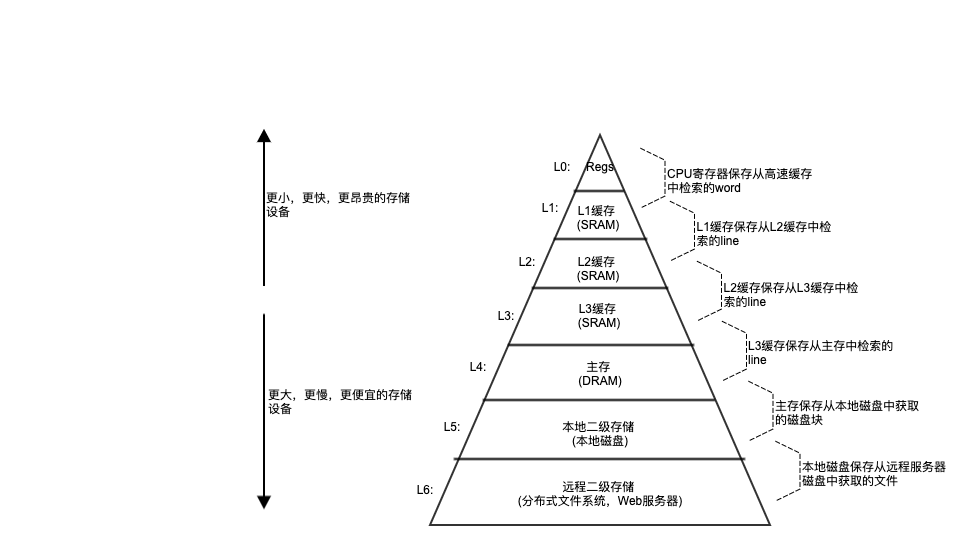 L0: Regs
CPU寄存器保存从高速缓存
中检索的word
更小，更快，更昂贵的存储
设备
L1: L1缓存
(SRAM)
L1缓存保存从L2缓存中检
索的line
L2: L2缓存
(SRAM)
L2缓存保存从L3缓存中检
索的line
L3: L3缓存
(SRAM)
L3缓存保存从主存中检索的
line
L4: 主存
(DRAM)
更大，更慢，更便宜的存储
设备
主存保存从本地磁盘中获取
的磁盘块
L5: 本地二级存储
(本地磁盘)
本地磁盘保存从远程服务器
磁盘中获取的文件
L6: 远程二级存储
(分布式文件系统，Web服务器)